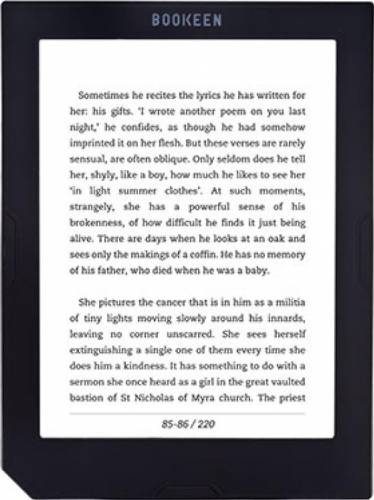 BOOKEEN
Sometimes he recites the lyrics he has written for
her: his gifts. 'I wrote another poem on you last
night,' he confides, as though he had somehow
imprinted it on her flesh. But these verses are rarely
sensual, are often oblique. Only seldom does he tell
her, shyly, like a boy, how much he likes to see her
'in light summer clothes'. At such moments,
strangely, she has a powerful sense of his
brokenness, of how difficult he finds it just being
alive. There are days when he looks at an oak and
sees only the makings of a coffin. He has no memory
of his father, who died when he was a baby.
She pictures the cancer that is in him as a militia
of tiny lights moving slowly around his innards,
leaving no corner unscarred. She sees herself
extinguishing a single one of them every time she
does him a kindness. It has something to do with a
sermon she once heard as a girl in the great vaulted
bastion of St Nicholas of Myra church. The priest
85-86 / 220